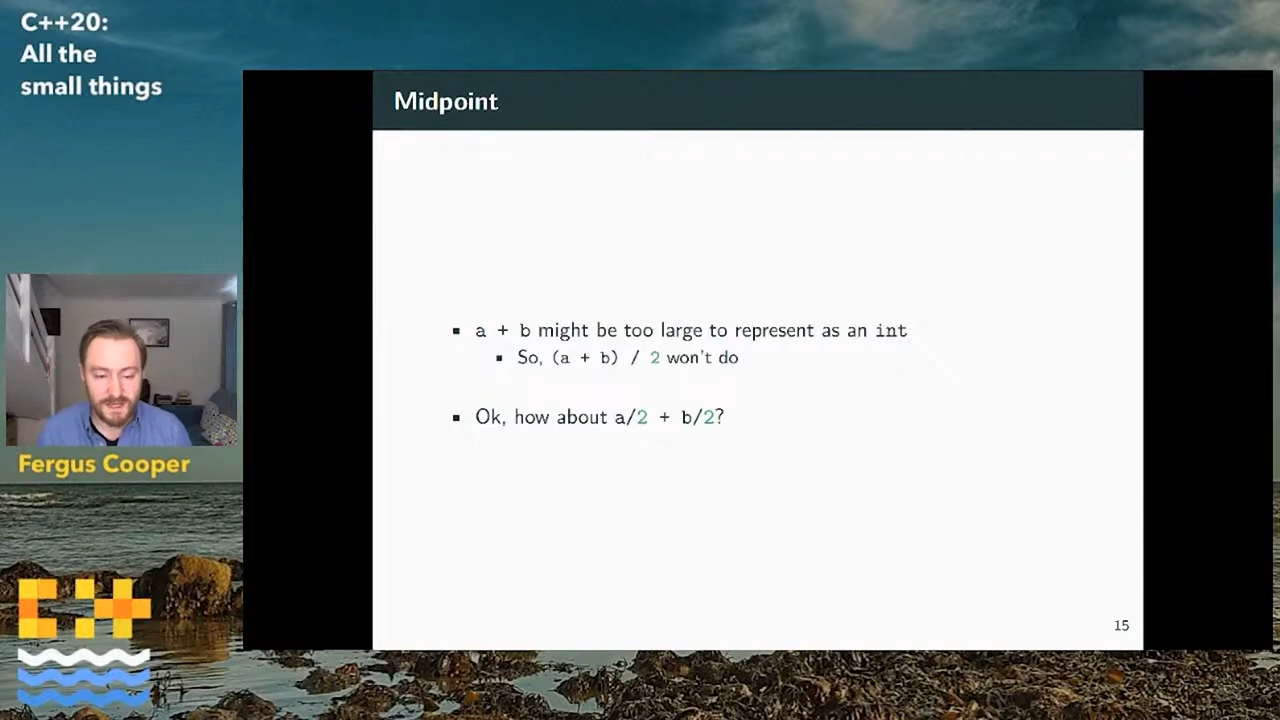 C++20:
All the
small things
Midpoint
▪ a + b might be too large to represent as an int
▪ So, (a + b) / 2 won't do
▪ Ok, how about a/2 + b/2?
Fergus Cooper
C++
15